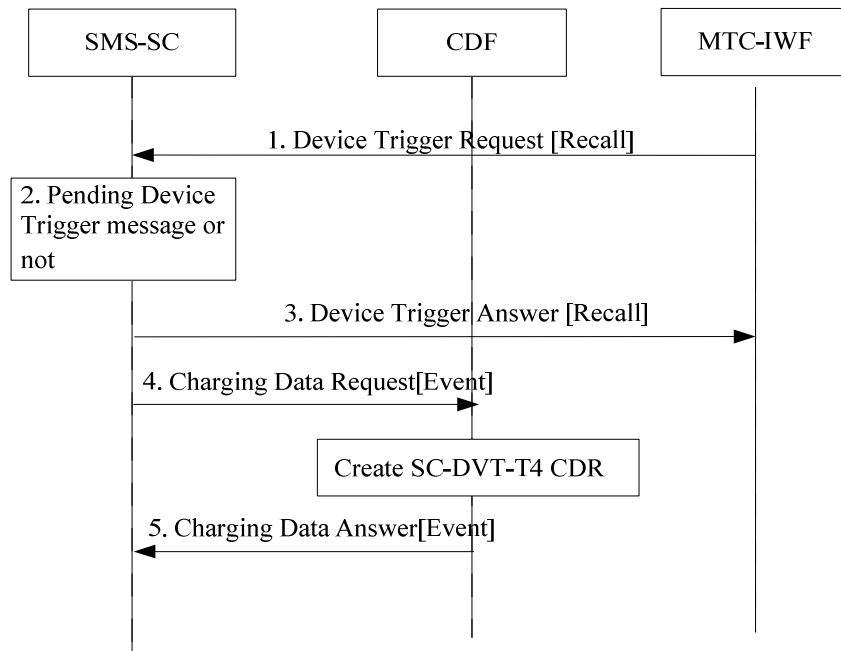 SMS-SC
CDF
MTC-IWF
1. Device Trigger Request [Recall]
2. Pending Device
Trigger message or
not
3. Device Trigger Answer [Recall]
4. Charging Data Request[Event]
Create SC-DVT-T4 CDR
5. Charging Data Answer[Event]